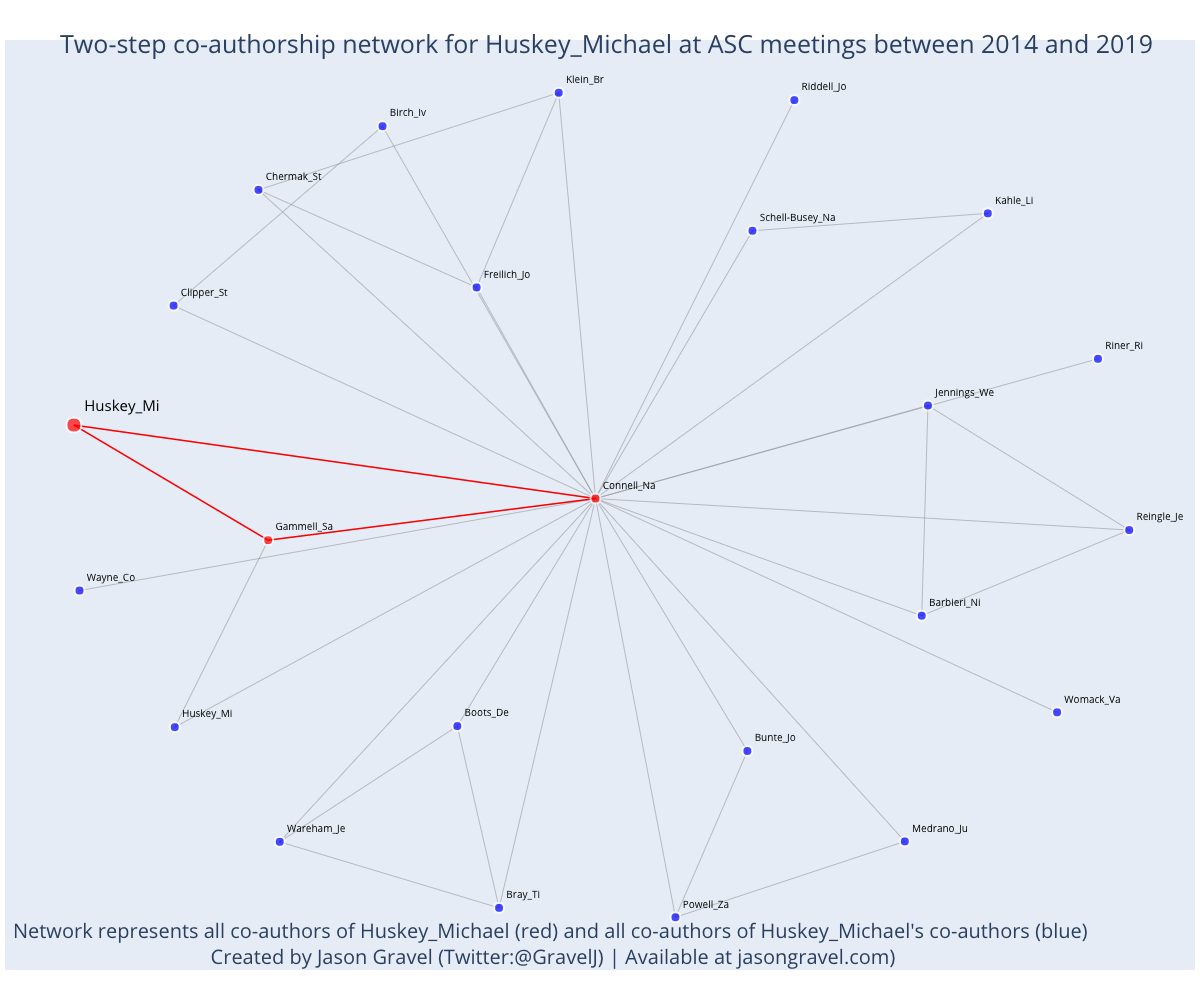 Two-step co-authorship network for Huskey_Michael at ASC meetings between 2014 and 2019
Klein_Br
Riddell_Jo
Birch_Iv
Chermak_St
Kahle_Li
Schell-Busey_Na
Freilich_Jo
Clipper_St
Riner_Ri
Jennings_We
Huskey_Mi
Connell_Na
Reingle_Je
Gammell_Sa
Wayne_Co
Barbieri_Ni
Womack_Va
Huskey_Mi
Boots_De
Bunte_Jo
Wareham_Je
Medrano_Ju
Bray_Ti
Powell_Za
Network represents all co-authors of Huskey_Michael (red) and all co-authors of Huskey_Michael's co-authors (blue)
Created by Jason Gravel (Twitter:@GravelJ) | Available at jasongravel.com)